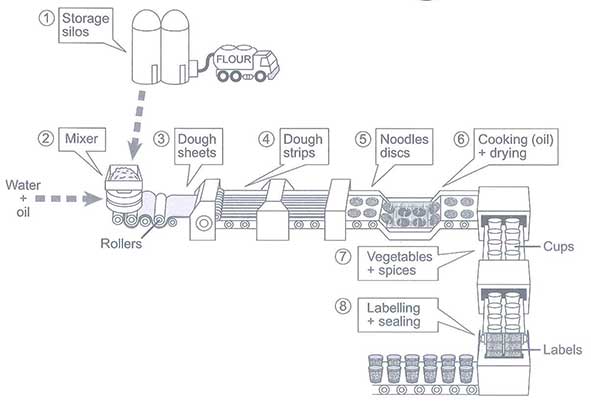 1 Storage
silos
FLOUR
2 Mixer
3 Dough
sheets
4 Dough
strips
5 Noodles
discs
6 Cooking (oil)
+ drying
Water
+
oil
Rollers
7 Vegetables
+ spices
Cups
8 Labelling
+ sealing
Labels